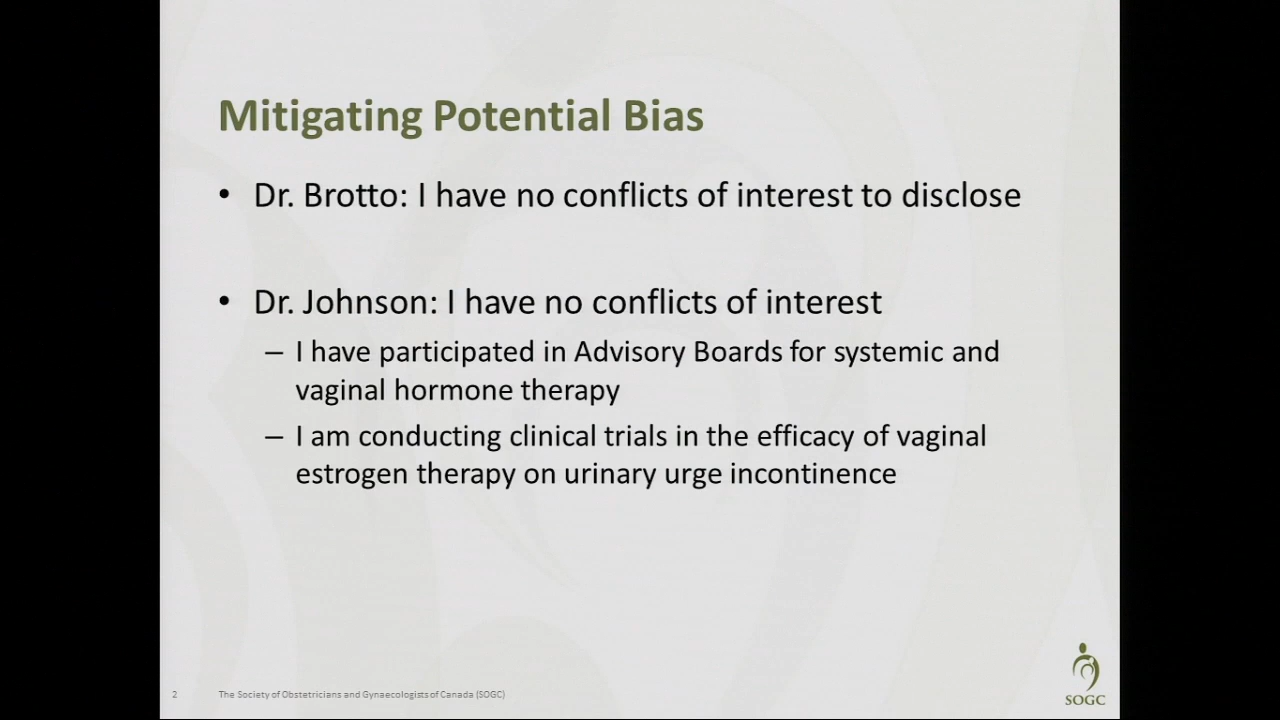 Mitigating Potential Bias
• Dr. Brotto: I have no conflicts of interest to disclose
• Dr. Johnson: I have no conflicts of interest
– I have participated in Advisory Boards for systemic and
vaginal hormone therapy
– I am conducting clinical trials in the efficacy of vaginal
estrogen therapy on urinary urge incontinence
2 The Society of Obstetricians and Gynaecologists of Canada (SOGC)
SOGC